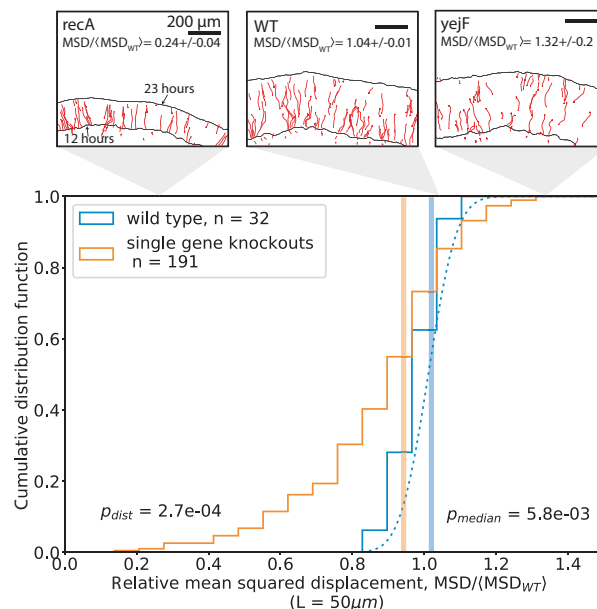 recA
200 μm
MSD/⟨MSD_WT⟩= 0.24+/-0.04
23 hours
12 hours
WT
MSD/⟨MSD_WT⟩= 1.04+/-0.01
yejF
MSD/⟨MSD_WT⟩= 1.32+/-0.2
Cumulative distribution function
1.0
0.8
0.6
0.4
0.2
0.0
wild type, n = 32
single gene knockouts
n = 191
p_dist = 2.7e-04
p_median = 5.8e-03
0.0 0.2 0.4 0.6 0.8 1.0 1.2 1.4
Relative mean squared displacement, MSD/⟨MSD_WT⟩
(L = 50μm)